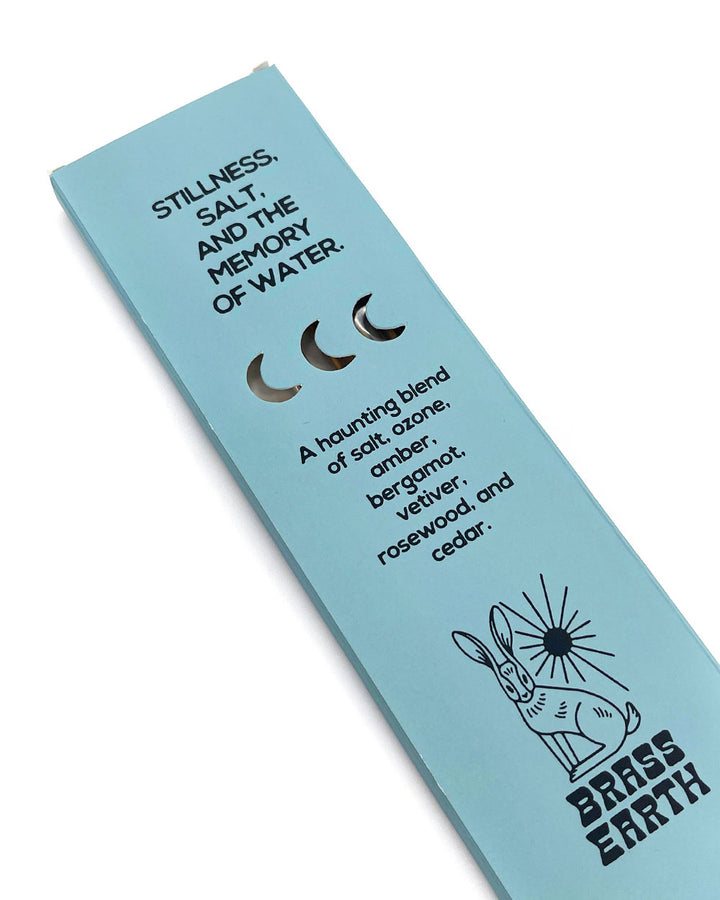 STILLNESS,
SALT,
AND THE
MEMORY
OF WATER.
A haunting blend
of salt, ozone,
amber,
bergamot,
vetiver,
rosewood, and
cedar.
BRASS
EARTH